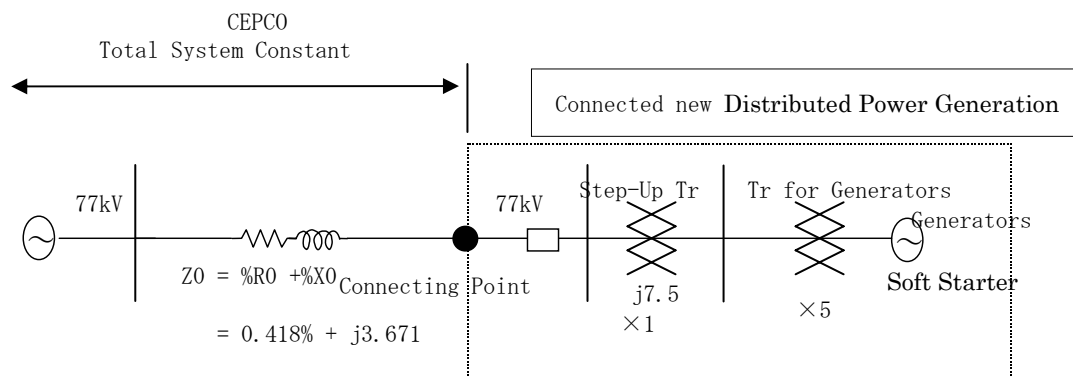 CEPCO
Total System Constant
Connected new Distributed Power Generation
77kV
77kV
Step-Up Tr
Tr for Generators
Generators
Z0 = %R0 +%X0
Connecting Point
= 0.418% + j3.671
j7.5
×1
×5
Soft Starter